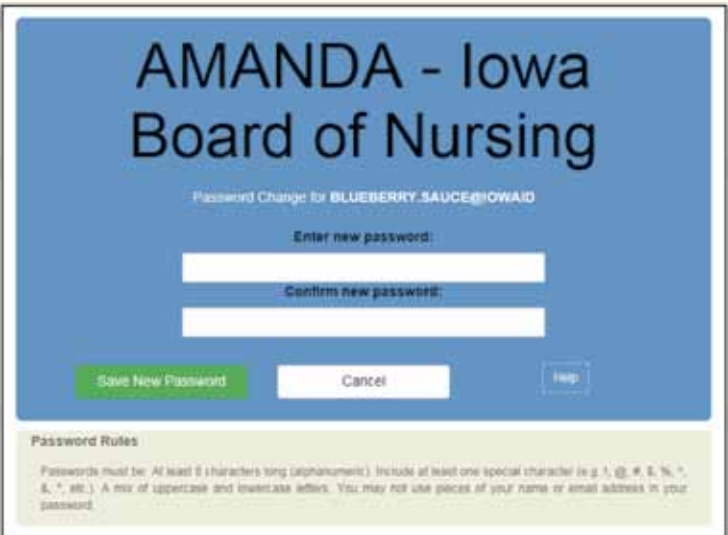 AMANDA - Iowa
Board of Nursing
Password Change for BLUEBERRY.SAUCE@IOWAID
Enter new password:
Confirm new password:
Save New Password Cancel Help
Password Rules
Passwords must be: At least 8 characters long (alphanumeric). Include at least one special character (e.g. !, @, #, $, %, ^,
&, *, etc.). A mix of uppercase and lowercase letters. You may not use pieces of your name or email address in your
password.